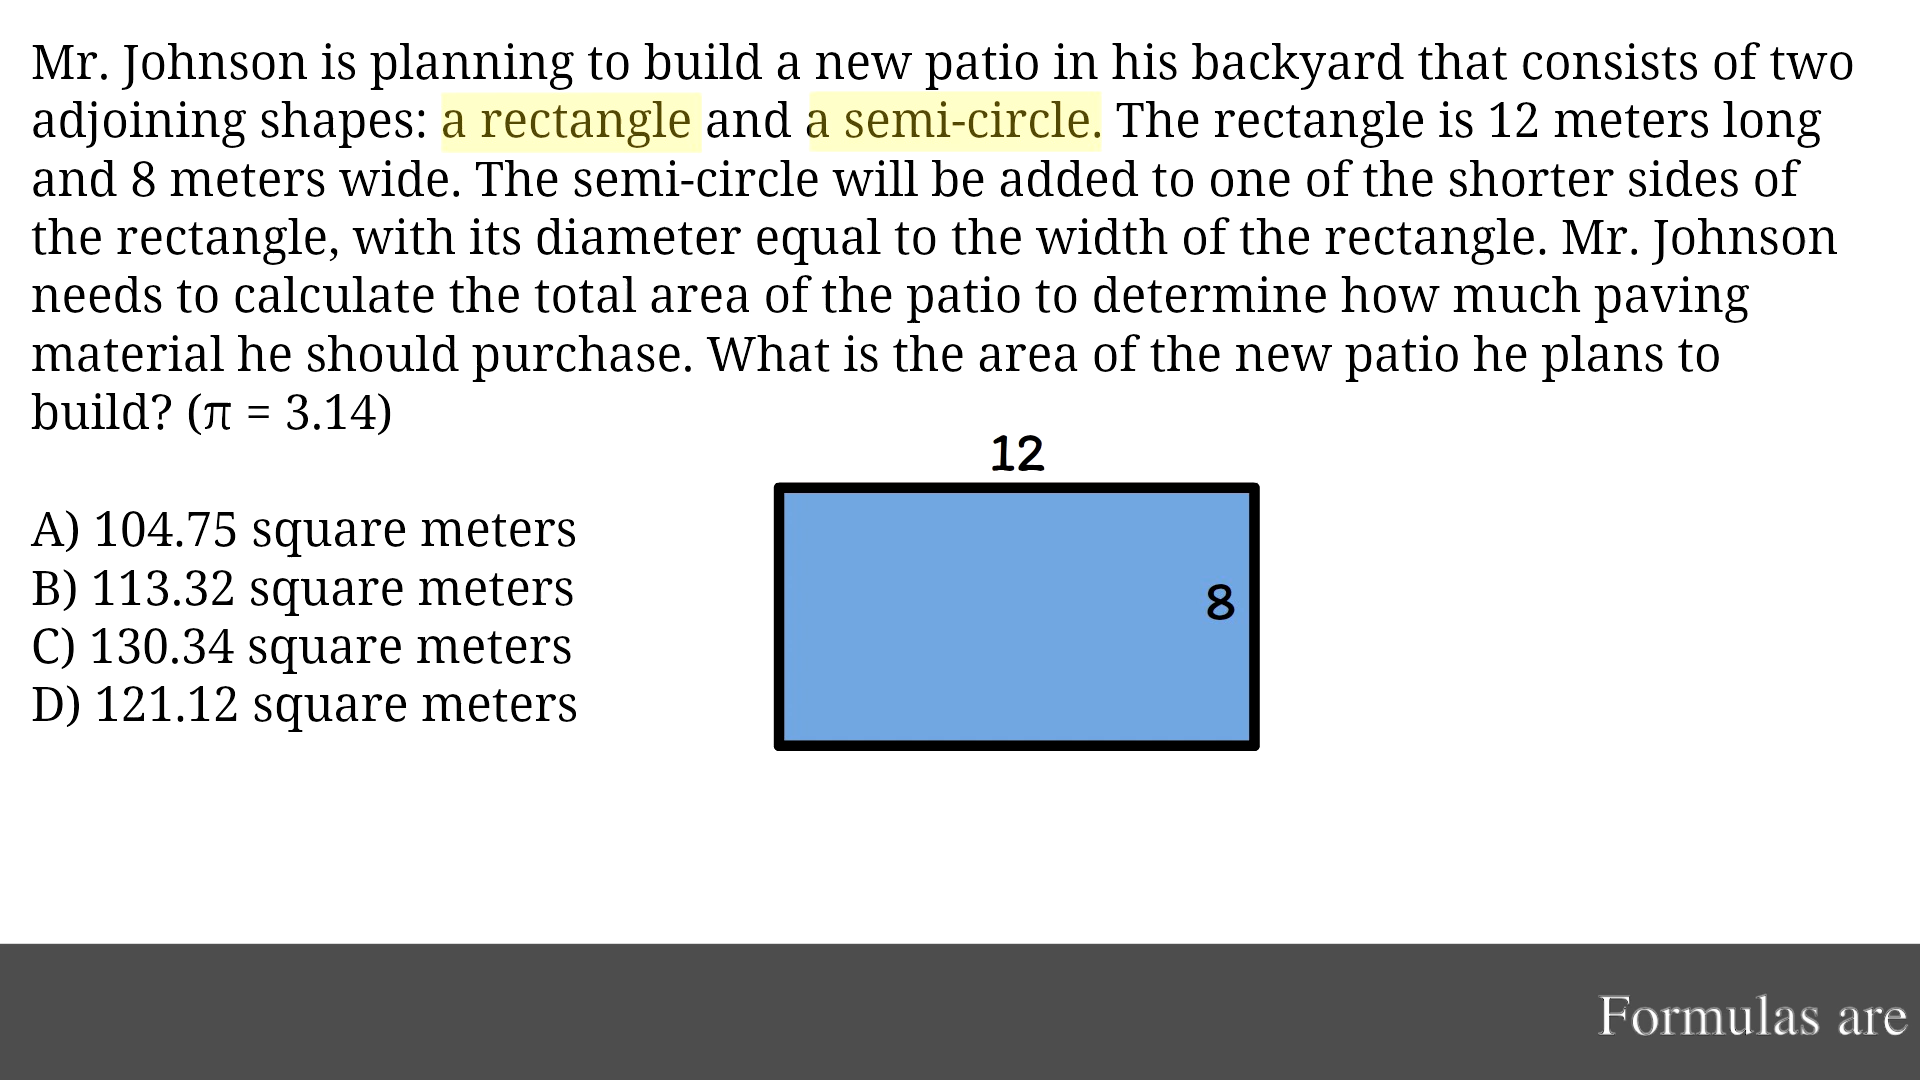 Mr. Johnson is planning to build a new patio in his backyard that consists of two
adjoining shapes: a rectangle and a semi-circle. The rectangle is 12 meters long
and 8 meters wide. The semi-circle will be added to one of the shorter sides of
the rectangle, with its diameter equal to the width of the rectangle. Mr. Johnson
needs to calculate the total area of the patio to determine how much paving
material he should purchase. What is the area of the new patio he plans to
build? (π = 3.14)
12
A) 104.75 square meters
B) 113.32 square meters
8
C) 130.34 square meters
D) 121.12 square meters
Formulas are